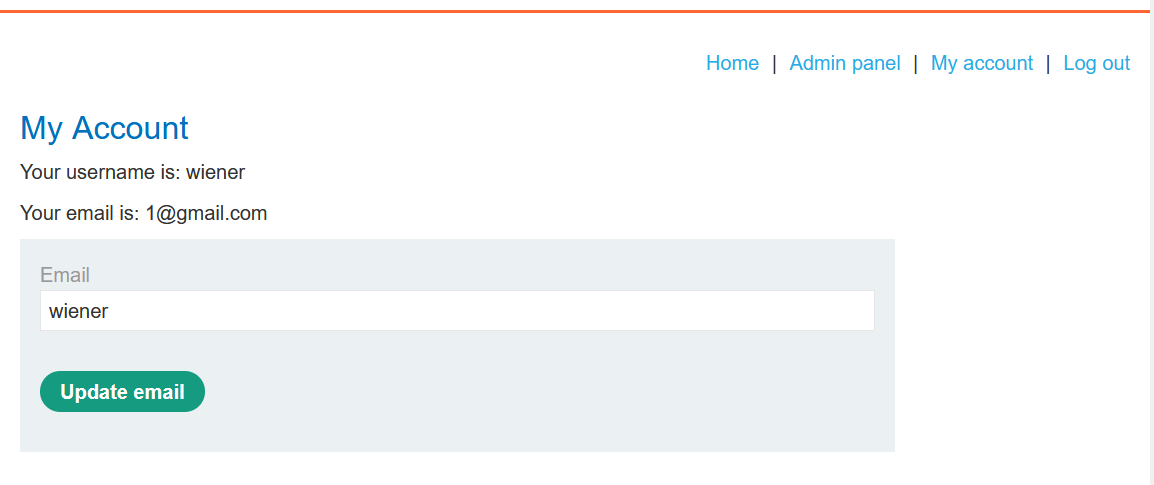 Home | Admin panel | My account | Log out
My Account
Your username is: wiener
Your email is: 1@gmail.com
Email
wiener
Update email